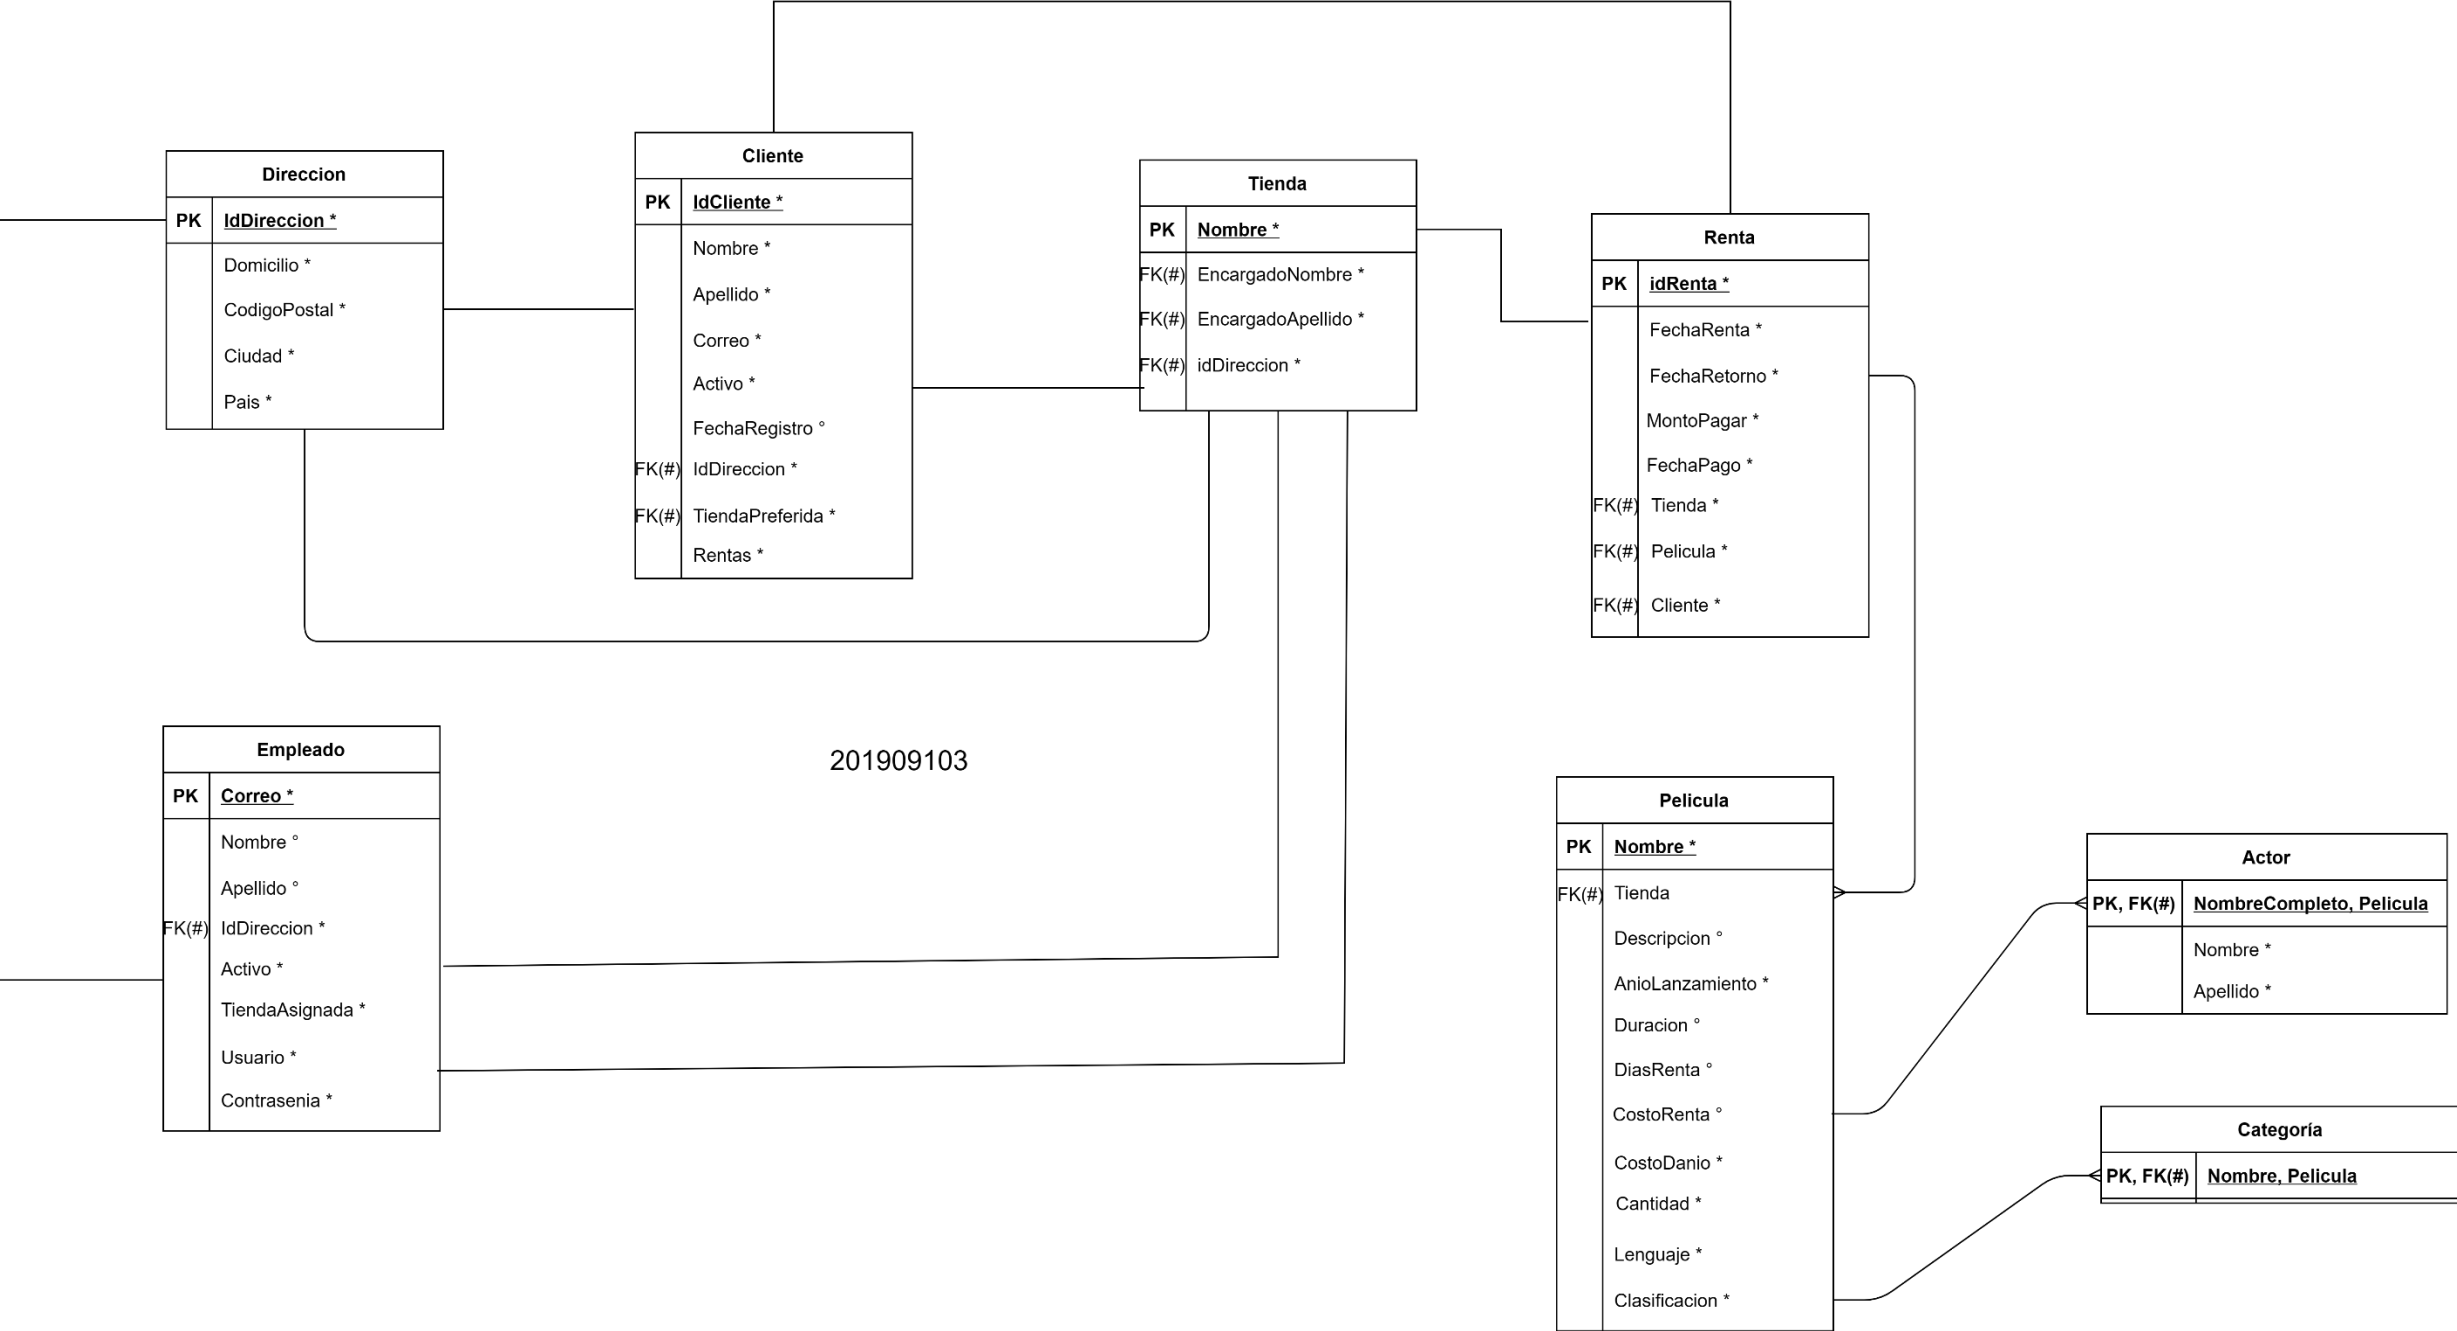 Direccion
PK IdDireccion *
Domicilio *
CodigoPostal *
Ciudad *
Pais *
Cliente
PK IdCliente *
Nombre *
Apellido *
Correo *
Activo *
FechaRegistro °
FK(#) IdDireccion *
FK(#) TiendaPreferida *
Rentas *
Tienda
PK Nombre *
FK(#) EncargadoNombre *
FK(#) EncargadoApellido *
FK(#) idDireccion *
Renta
PK idRenta *
FechaRenta *
FechaRetorno *
MontoPagar *
FechaPago *
FK(#) Tienda *
FK(#) Pelicula *
FK(#) Cliente *
Empleado
PK Correo *
Nombre °
Apellido °
FK(#) IdDireccion *
Activo *
TiendaAsignada *
Usuario *
Contrasenia *
201909103
Pelicula
PK Nombre *
FK(#) Tienda
Descripcion °
AnioLanzamiento *
Duracion °
DiasRenta °
CostoRenta °
CostoDanio *
Cantidad *
Lenguaje *
Clasificacion *
Actor
PK, FK(#) NombreCompleto, Pelicula
Nombre *
Apellido *
Categoría
PK, FK(#) Nombre, Pelicula